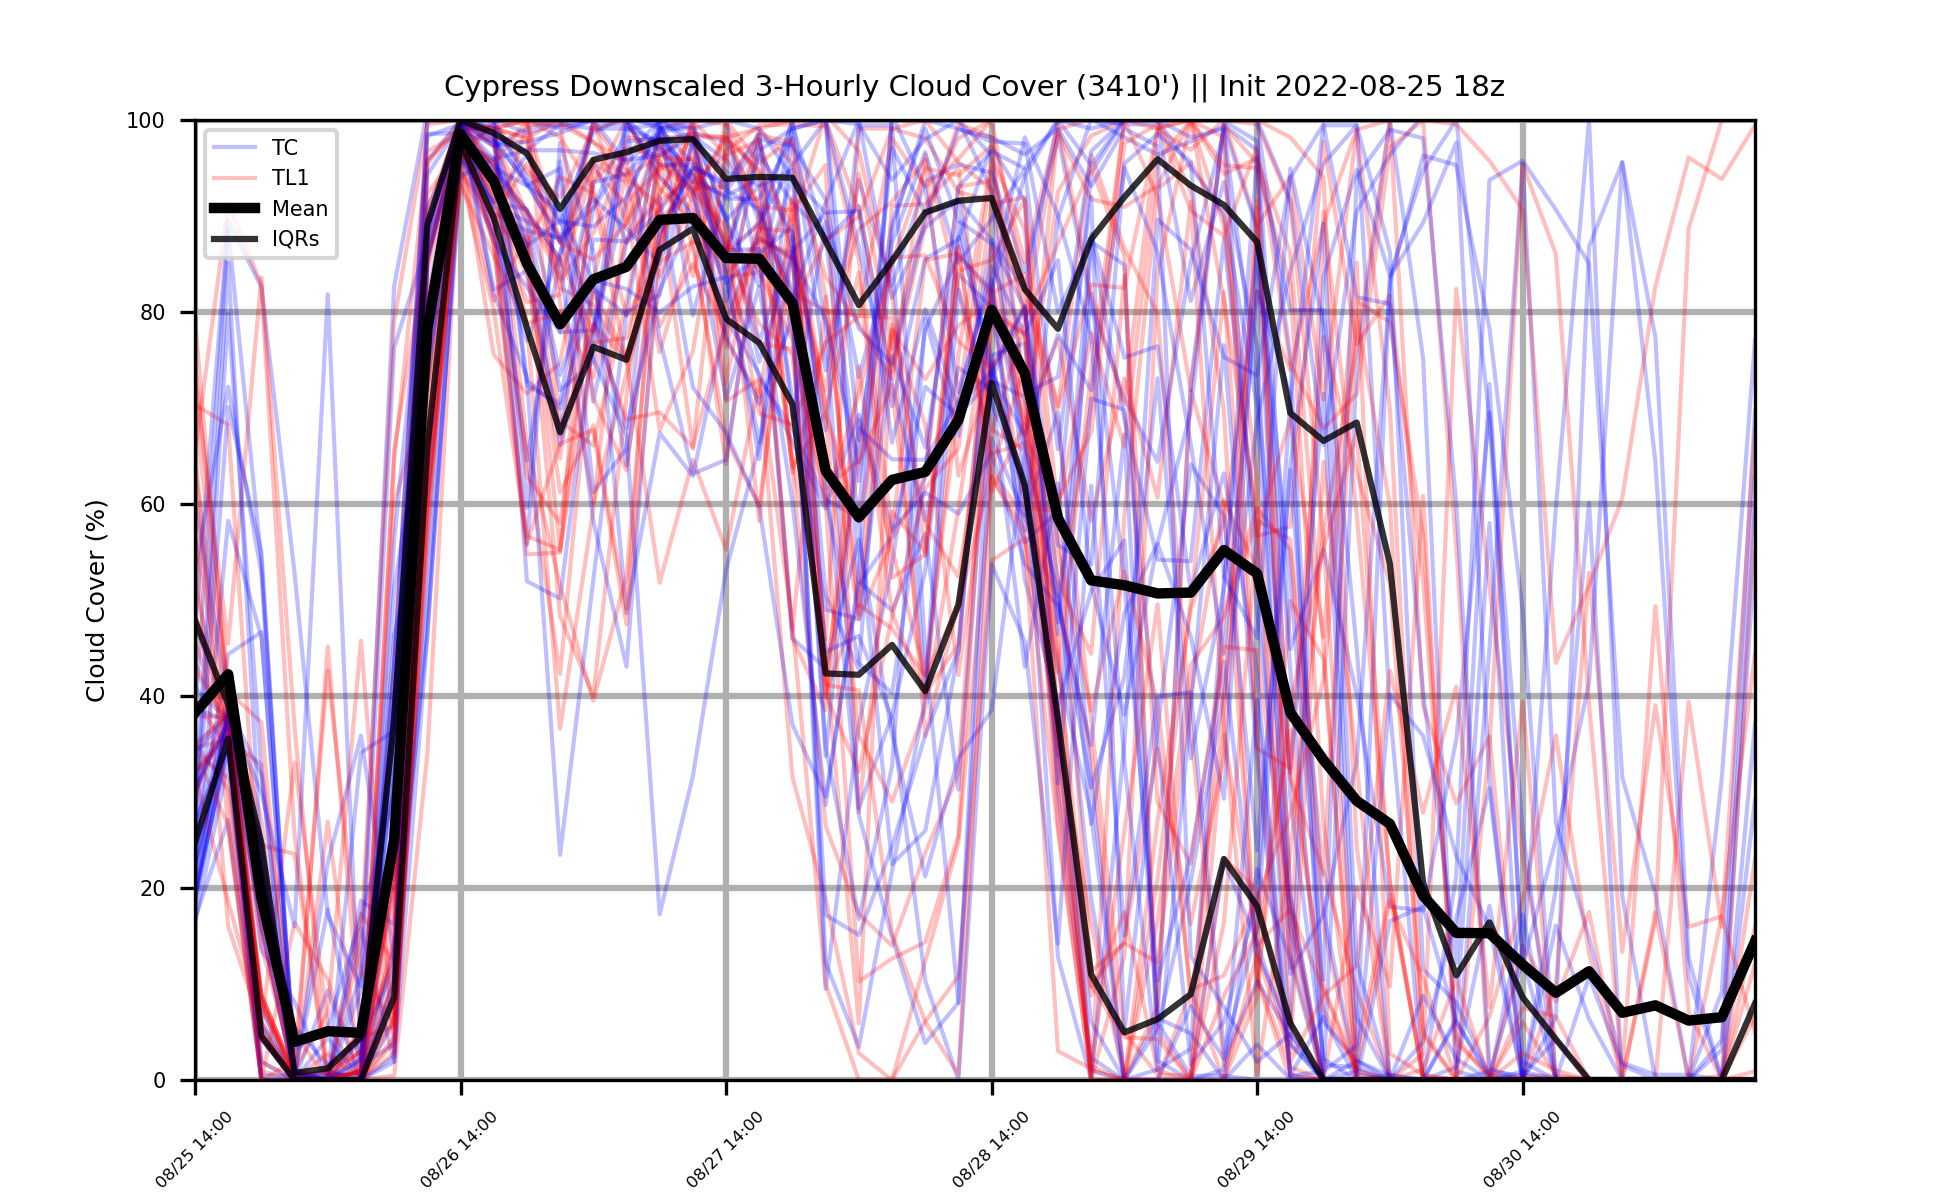 Cypress Downscaled 3-Hourly Cloud Cover (3410') || Init 2022-08-25 18z
TC
TL1
Mean
IQRs
Cloud Cover (%)
100
80
60
40
20
0
08/25 14:00
08/26 14:00
08/27 14:00
08/28 14:00
08/29 14:00
08/30 14:00